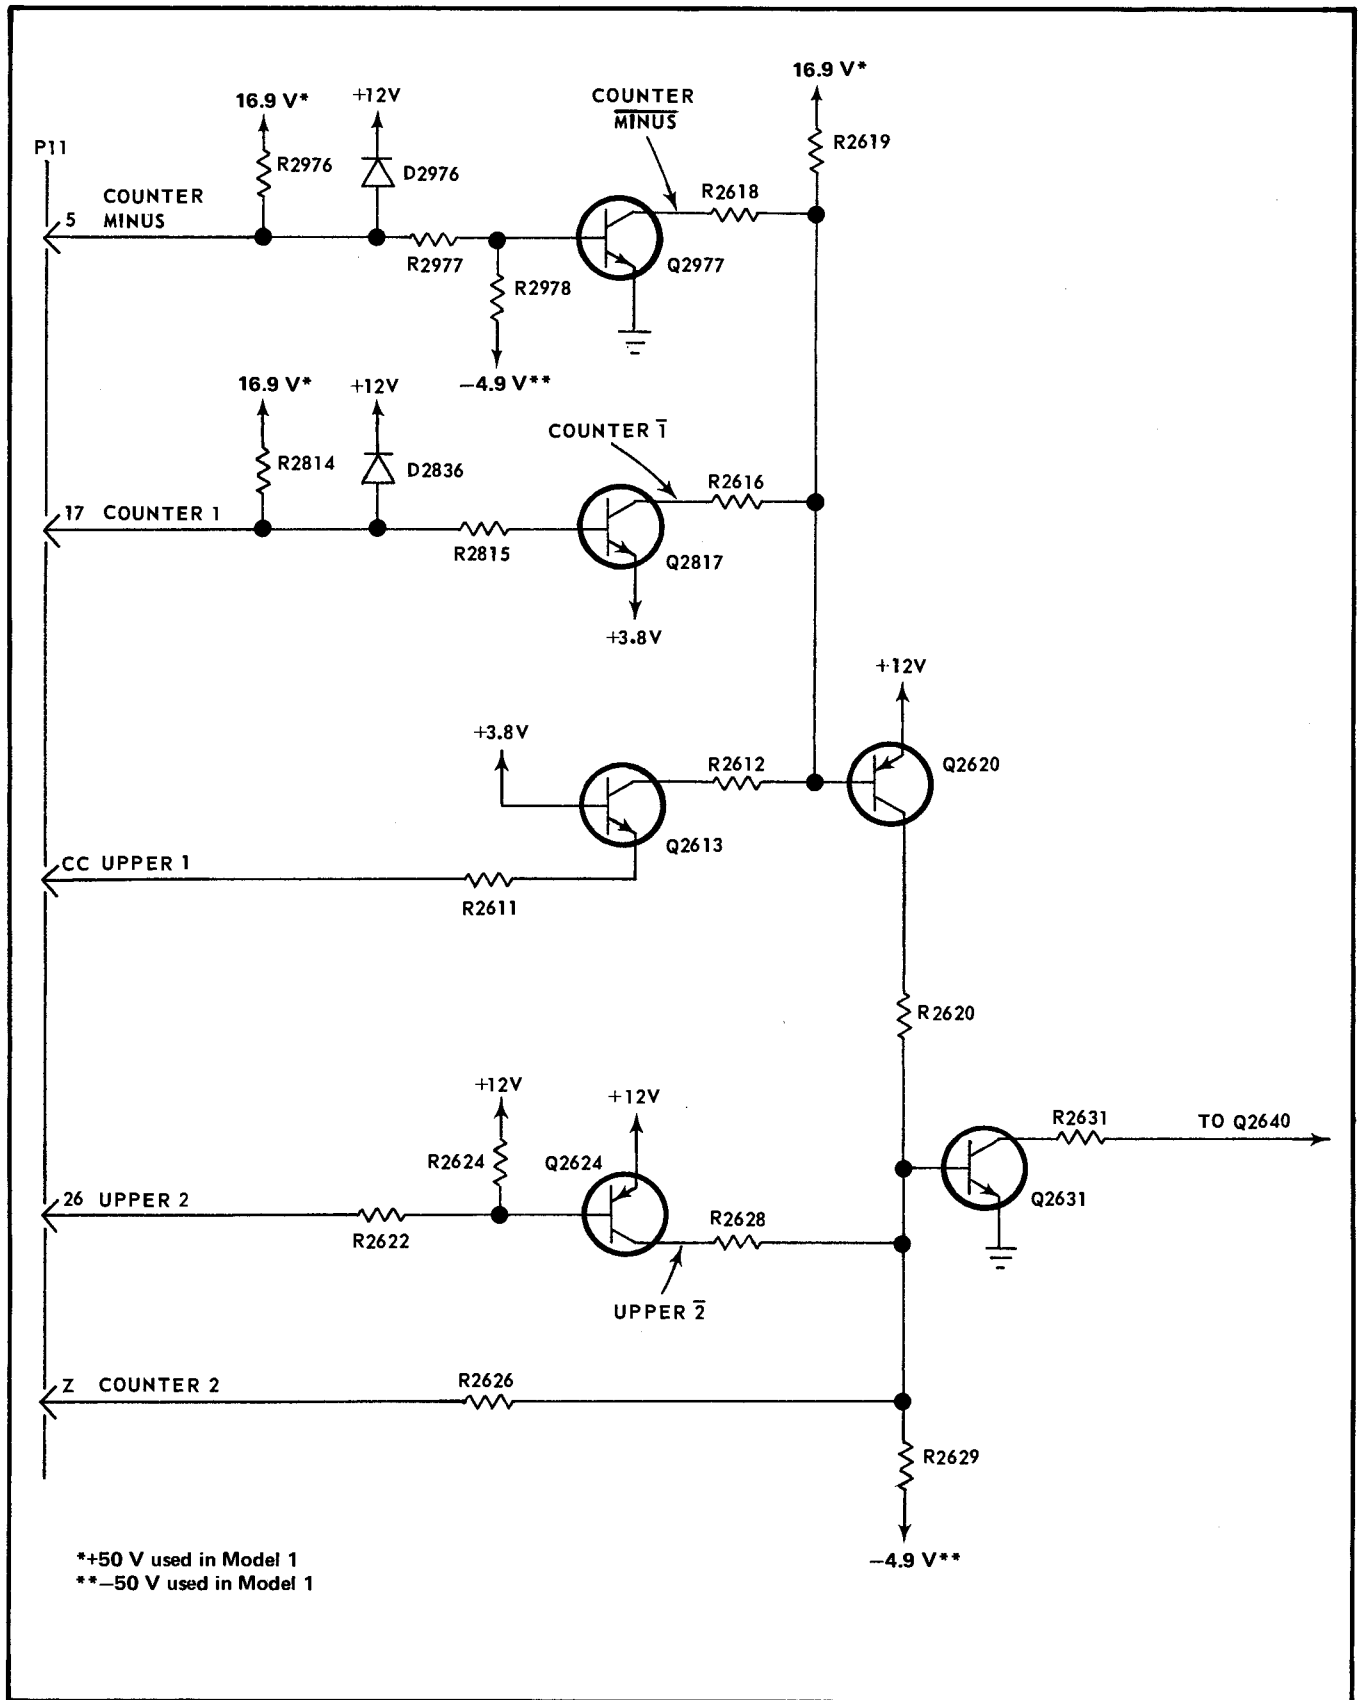 16.9 V*
16.9 V*
+12V
COUNTER
MINUS
R2619
P11
R2976
D2976
COUNTER
MINUS
R2618
5
R2977
Q2977
R2978
16.9 V*
+12V
−4.9 V**
COUNTER 1̅
R2814
D2836
R2616
17 COUNTER 1
R2815
Q2817
+3.8V
+12V
+3.8V
R2612
Q2620
Q2613
CC UPPER 1
R2611
R2620
+12V
+12V
R2631
TO Q2640
R2624
Q2624
26 UPPER 2
R2628
Q2631
R2622
UPPER 2̅
Z COUNTER 2
R2626
R2629
*+50 V used in Model 1
−4.9 V**
**−50 V used in Model 1